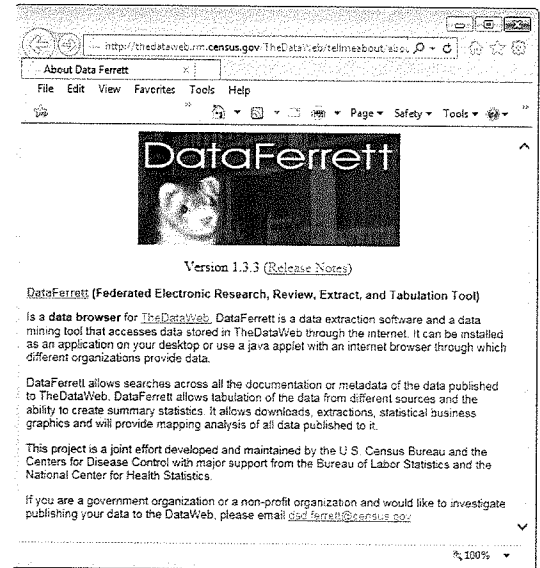 http://thedataweb.rm.census.gov/TheDataWeb/tellmeabout/abou
About Data Ferrett ×
File Edit View Favorites Tools Help
» Page Safety Tools »
DataFerrett
Version 1.3.3 (Release Notes)
DataFerrett (Federated Electronic Research, Review, Extract, and Tabulation Tool)
Is a data browser for TheDataWeb. DataFerrett is a data extraction software and a data
mining tool that accesses data stored in TheDataWeb through the internet. It can be installed
as an application on your desktop or use a java applet with an internet browser through which
different organizations provide data.
DataFerrett allows searches across all the documentation or metadata of the data published
to TheDataWeb. DataFerrett allows tabulation of the data from different sources and the
ability to create summary statistics. It allows downloads, extractions, statistical business
graphics and will provide mapping analysis of all data published to it.
This project is a joint effort developed and maintained by the U.S. Census Bureau and the
Centers for Disease Control with major support from the Bureau of Labor Statistics and the
National Center for Health Statistics.
If you are a government organization or a non-profit organization and would like to investigate
publishing your data to the DataWeb, please email dsd.ferrett@census.gov
100%